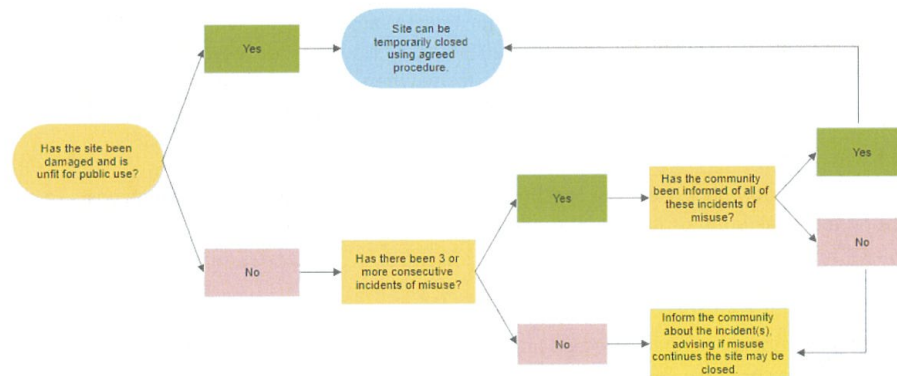 Yes
Site can be
temporarily closed
using agreed
procedure.
Has the site been
damaged and is
unfit for public use?
Yes
Has the community
been informed of all of
these incidents of
misuse?
Yes
No
Has there been 3 or
more consecutive
incidents of misuse?
No
No
Inform the community
about the incident(s),
advising if misuse
continues the site may be
closed.